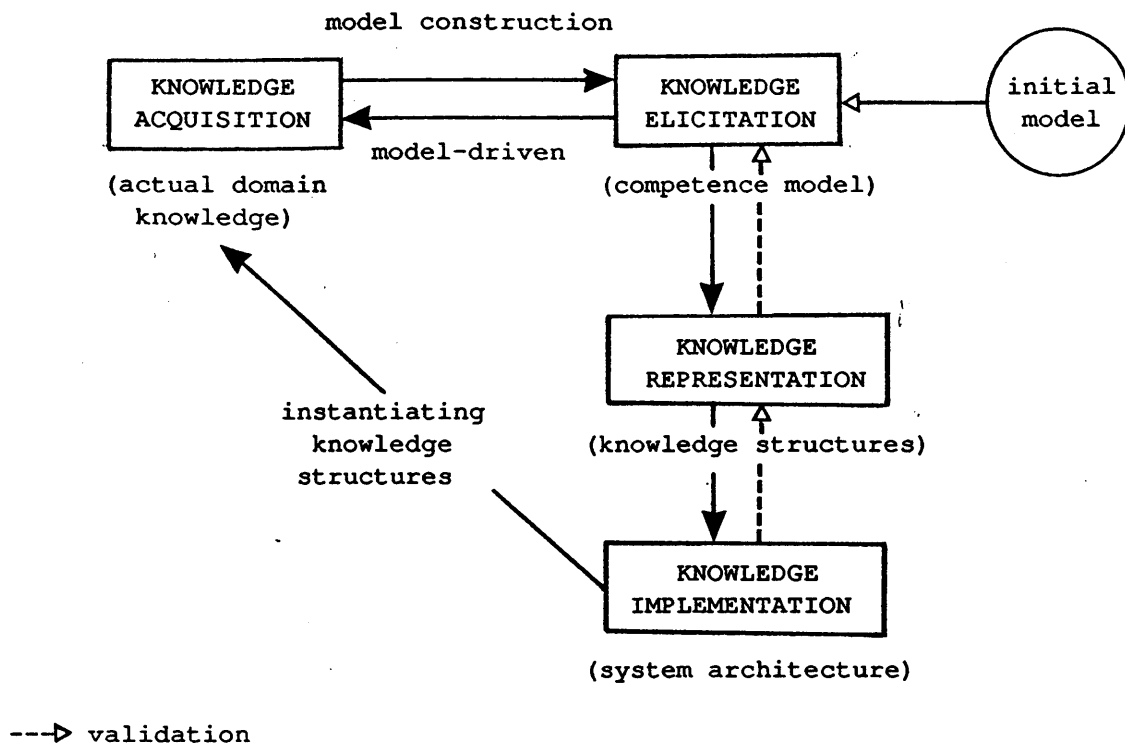 model construction
KNOWLEDGE
ACQUISITION
KNOWLEDGE
ELICITATION
initial
model
model-driven
(actual domain
knowledge)
(competence model)
KNOWLEDGE
REPRESENTATION
instantiating
knowledge
structures
(knowledge structures)
KNOWLEDGE
IMPLEMENTATION
(system architecture)
validation